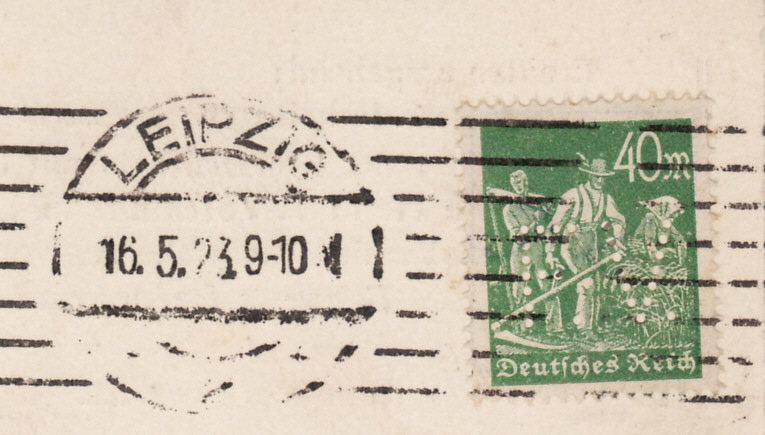 LEIPZIG
16.5.23.9-10
40m
Deutsches Reich